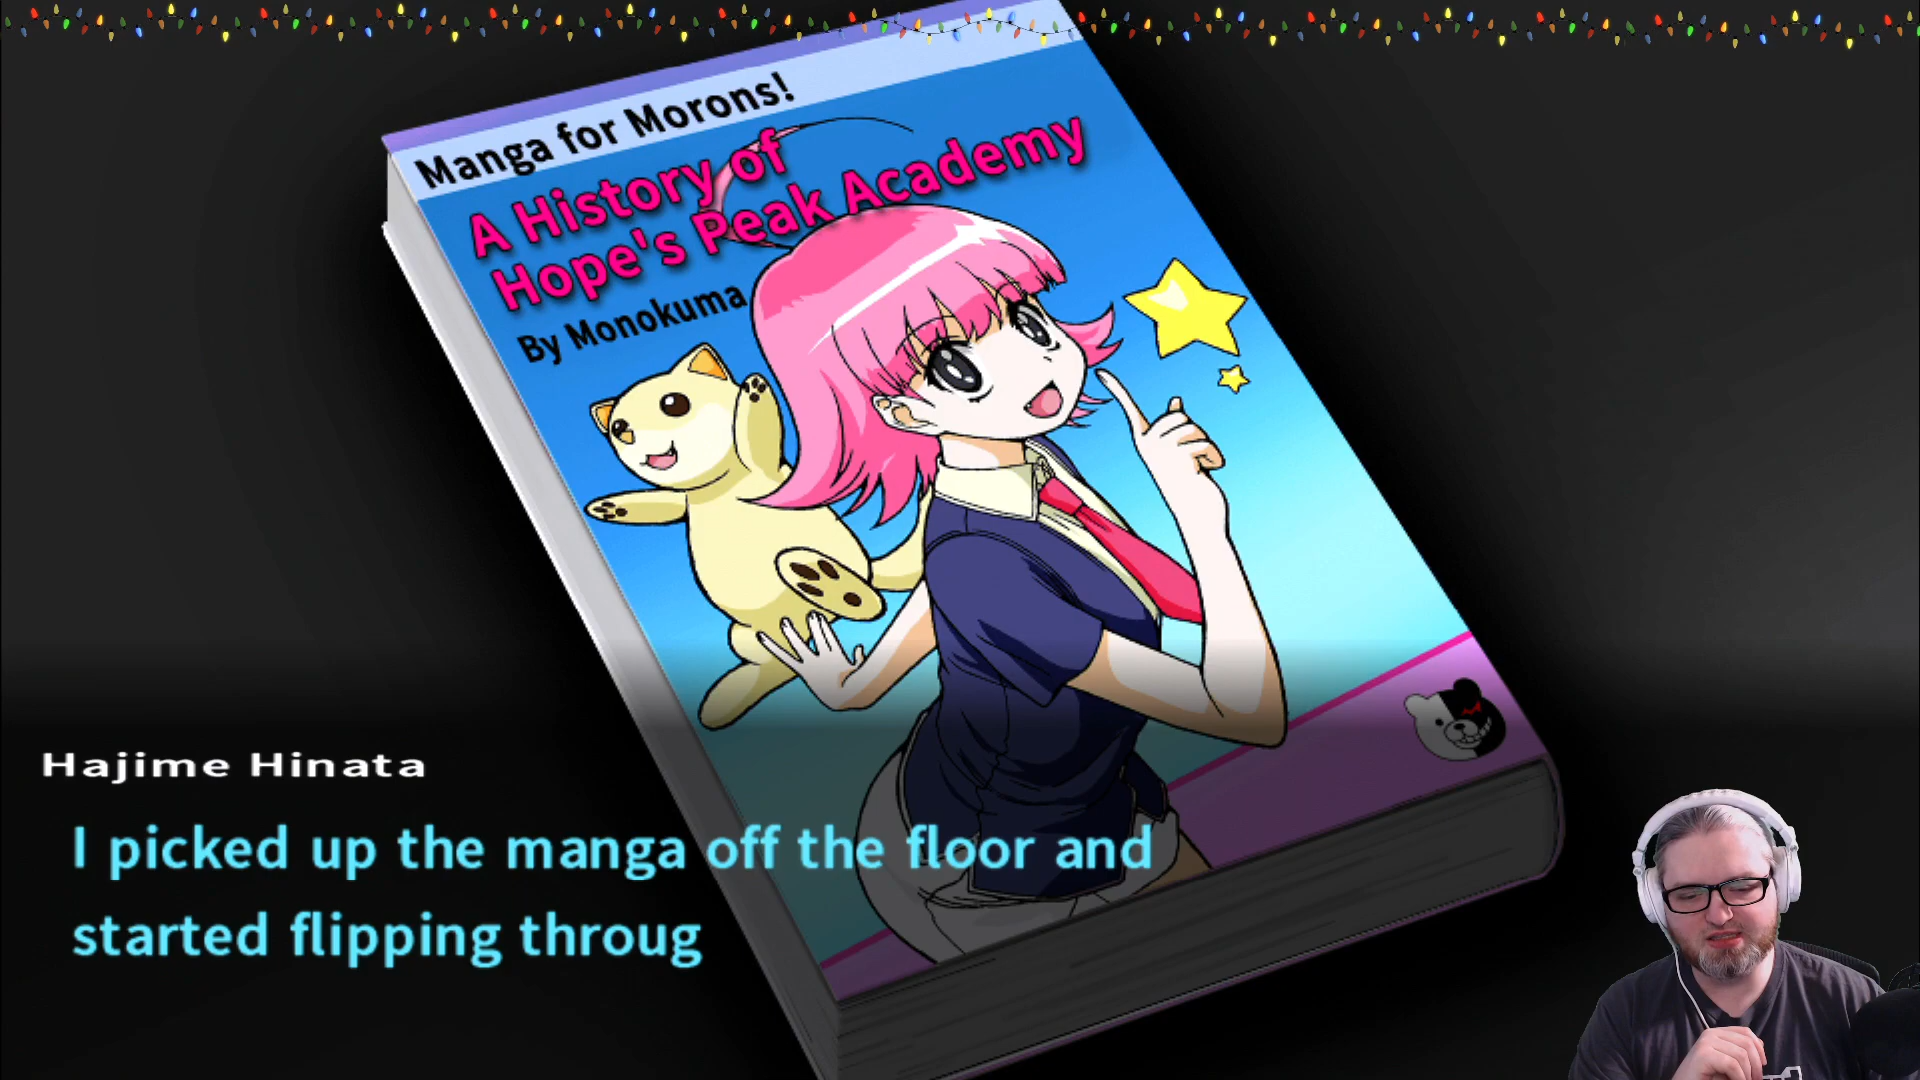 Manga for Morons!
A History of
Hope's Peak Academy
By Monokuma
Hajime Hinata
I picked up the manga off the floor and
started flipping throug